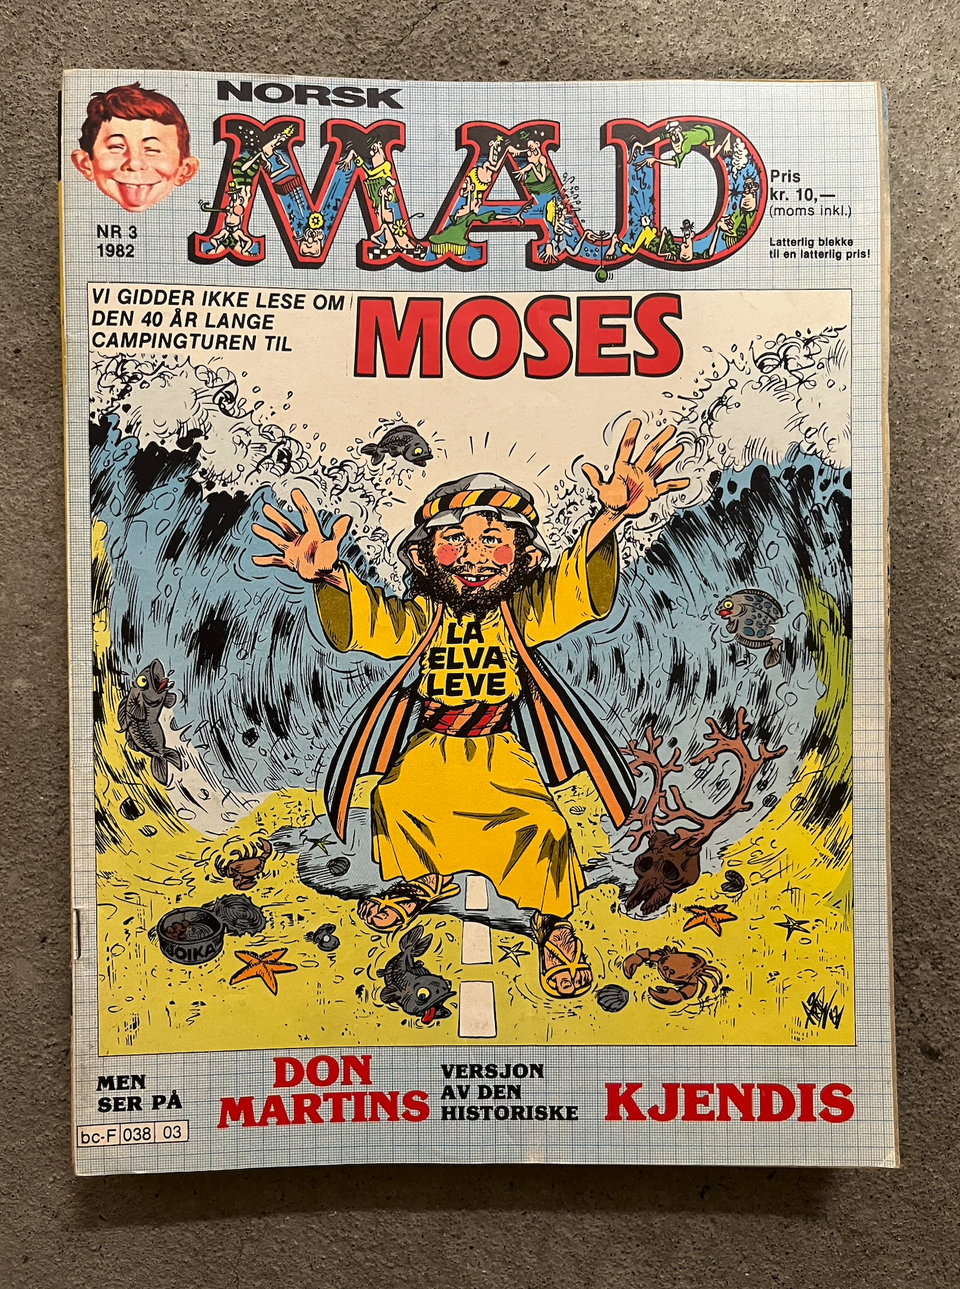 NORSK
MAD
NR 3
1982
Pris
kr. 10,—
(moms inkl.)
Latterlig blekke
til en latterlig pris!
VI GIDDER IKKE LESE OM
DEN 40 ÅR LANGE
CAMPINGTUREN TIL
MOSES
LA
ELVA
LEVE
SOIKA
MEN
SER PÅ
DON
MARTINS
VERSJON
AV DEN
HISTORISKE
KJENDIS
bc-F 038 03